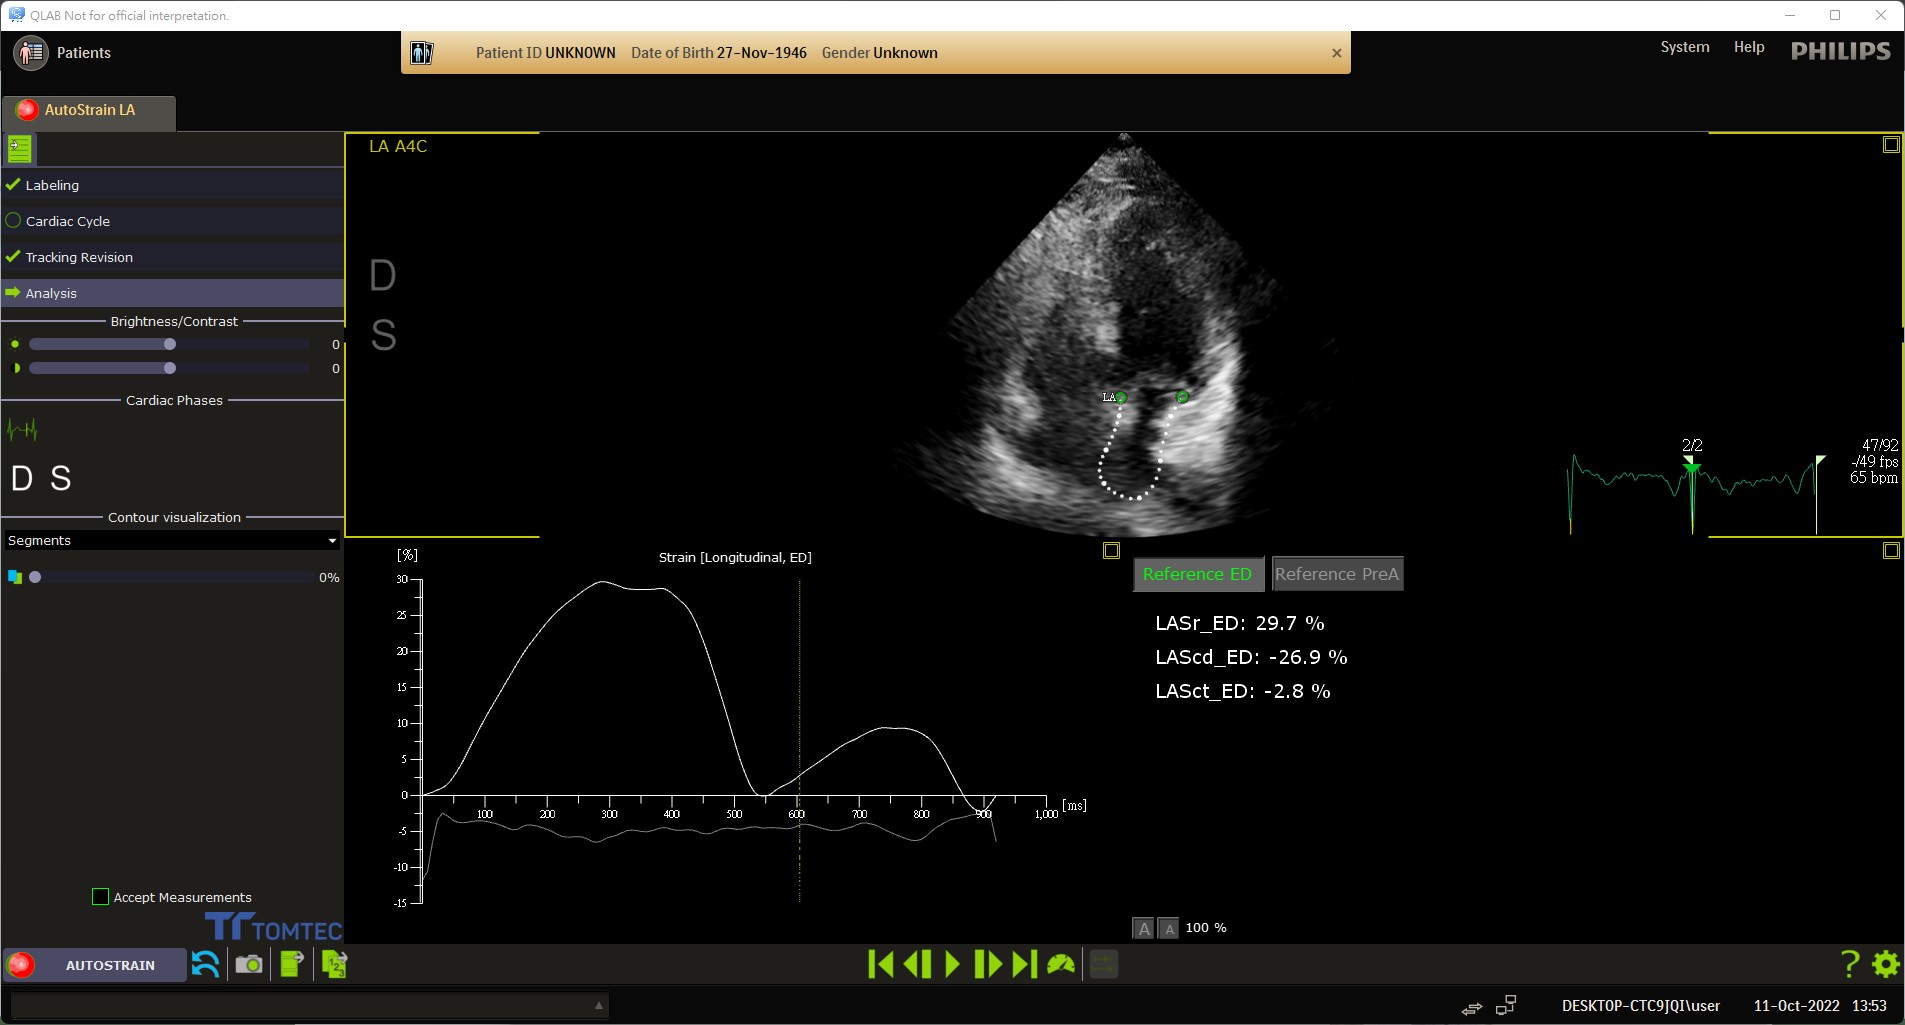 QLAB Not for official interpretation.
Patients
Patient ID UNKNOWN Date of Birth 27-Nov-1946 Gender Unknown
System Help PHILIPS
AutoStrain LA
Labeling
Cardiac Cycle
Tracking Revision
Analysis
Brightness/Contrast
0
0
Cardiac Phases
D S
Contour visualization
Segments
0%
Accept Measurements
TOMTEC
LA A4C
D
S
LA
2/2
47/92
-/49 fps
65 bpm
[%]
Strain [Longitudinal, ED]
30
25
20
15
10
5
0
-5
-10
-15
100 200 300 400 500 600 700 800 900 1,000 [ms]
Reference ED Reference PreA
LASr_ED: 29.7 %
LAScd_ED: -26.9 %
LASct_ED: -2.8 %
A A 100 %
AUTOSTRAIN
123
?
DESKTOP-CTC9JQI\user 11-Oct-2022 13:53